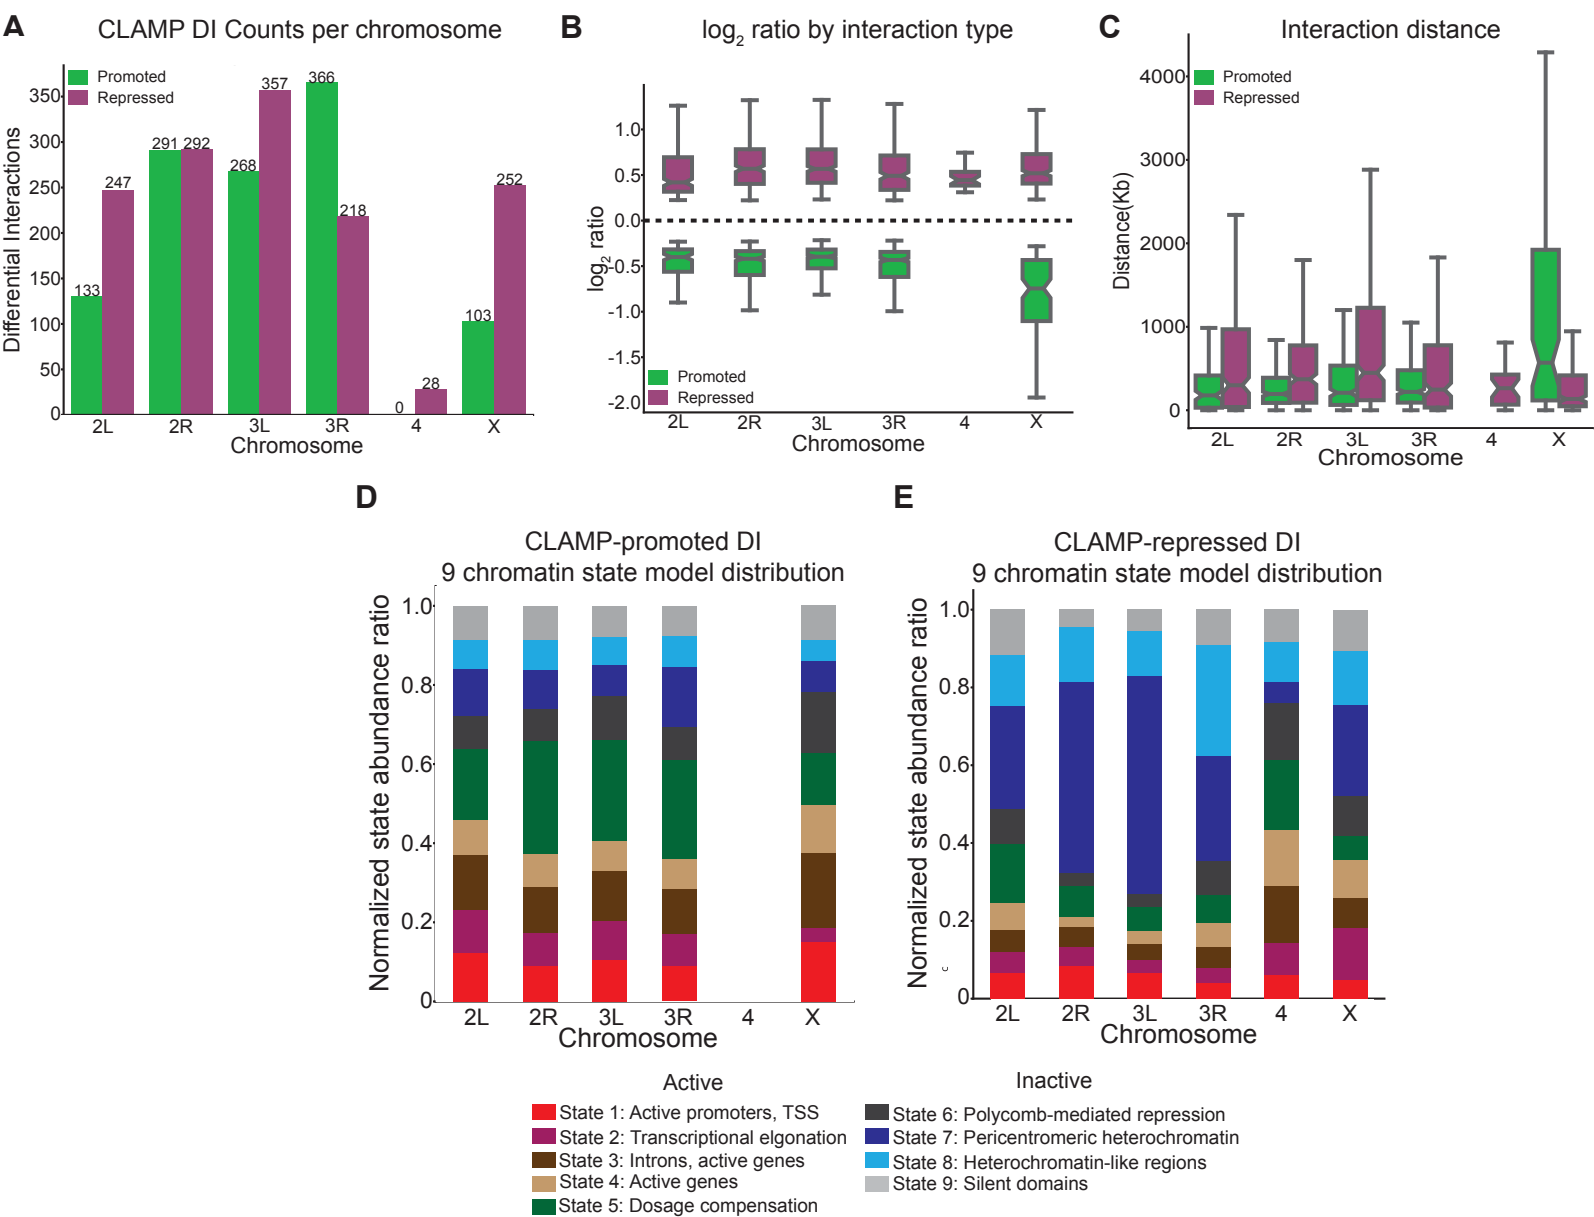 A
CLAMP DI Counts per chromosome
Promoted
Repressed
Differential Interactions
350
300
250
200
150
100
50
0
133
247
291
292
268
357
366
218
0
28
103
252
2L
2R
3L
3R
4
X
Chromosome
B
log2 ratio by interaction type
log2 ratio
1.0
0.5
0.0
-0.5
-1.0
-1.5
-2.0
Promoted
Repressed
2L
2R
3L
3R
4
X
Chromosome
C
Interaction distance
Promoted
Repressed
Distance(Kb)
4000
3000
2000
1000
0
2L
2R
3L
3R
4
X
Chromosome
D
CLAMP-promoted DI
9 chromatin state model distribution
Normalized state abundance ratio
1.0
0.8
0.6
0.4
0.2
0
2L
2R
3L
3R
4
X
Chromosome
E
CLAMP-repressed DI
9 chromatin state model distribution
Normalized state abundance ratio
1.0
0.8
0.6
0.4
0.2
0
c
2L
2R
3L
3R
4
X
Chromosome
Active
State 1: Active promoters, TSS
State 2: Transcriptional elgonation
State 3: Introns, active genes
State 4: Active genes
State 5: Dosage compensation
Inactive
State 6: Polycomb-mediated repression
State 7: Pericentromeric heterochromatin
State 8: Heterochromatin-like regions
State 9: Silent domains